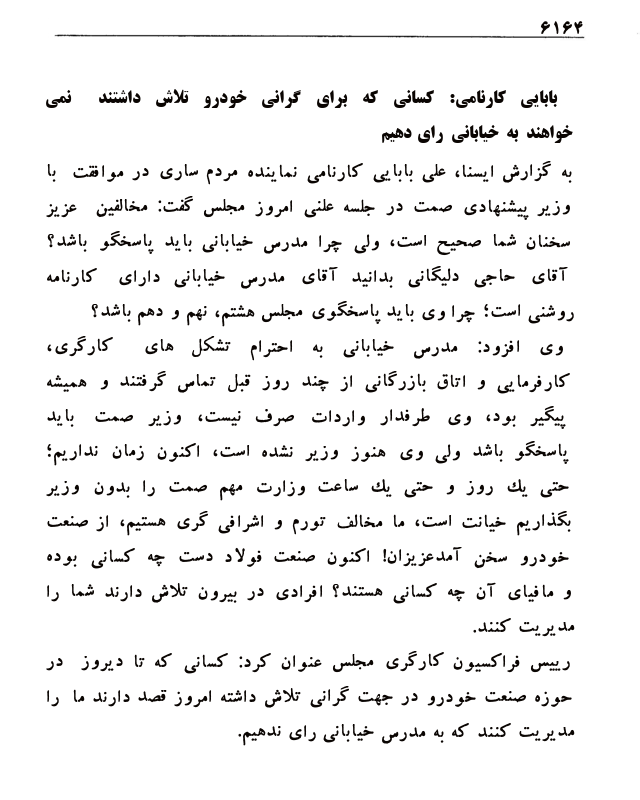 ۶۱۶۴
بابایی کارنامی: کسانی که برای گرانی خودرو تلاش داشتند نمی
خواهند به خیابانی رای دهیم
به گزارش ایسنا، علی بابایی کارنامی نماینده مردم ساری در موافقت با
وزیر پیشنهادی صمت در جلسه علنی امروز مجلس گفت: مخالفین عزیز
سخنان شما صحیح است، ولی چرا مدرس خیابانی باید پاسخگو باشد؟
آقای حاجی دلیگانی بدانید آقای مدرس خیابانی دارای کارنامه
روشنی است؛ چرا وی باید پاسخگوی مجلس هشتم، نهم و دهم باشد؟
وی افزود: مدرس خیابانی به احترام تشکل های کارگری،
کارفرمایی و اتاق بازرگانی از چند روز قبل تماس گرفتند و همیشه
پیگیر بود، وی طرفدار واردات صرف نیست، وزیر صمت باید
پاسخگو باشد ولی وی هنوز وزیر نشده است، اکنون زمان نداریم؛
حتی یك روز و حتی یك ساعت وزارت مهم صمت را بدون وزیر
بگذاریم خیانت است، ما مخالف تورم و اشرافی گری هستیم، از صنعت
خودرو سخن آمدعزیزان! اکنون صنعت فولاد دست چه کسانی بوده
و مافیای آن چه کسانی هستند؟ افرادی در بیرون تلاش دارند شما را
مدیریت کنند.
رییس فراکسیون کارگری مجلس عنوان کرد: کسانی که تا دیروز در
حوزه صنعت خودرو در جهت گرانی تلاش داشته امروز قصد دارند ما را
مدیریت کنند که به مدرس خیابانی رای ندهیم.